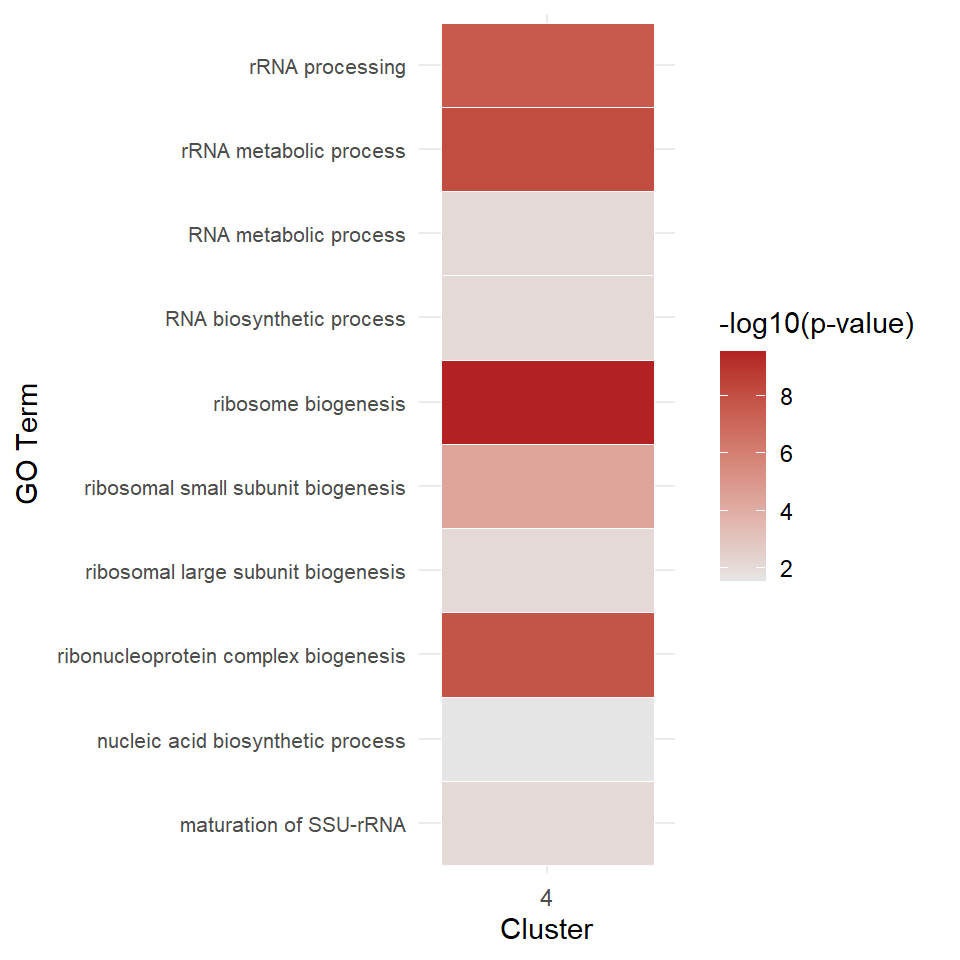 rRNA processing
rRNA metabolic process
RNA metabolic process
RNA biosynthetic process
ribosome biogenesis
ribosomal small subunit biogenesis
ribosomal large subunit biogenesis
ribonucleoprotein complex biogenesis
nucleic acid biosynthetic process
maturation of SSU-rRNA
GO Term
4
Cluster
-log10(p-value)
8
6
4
2